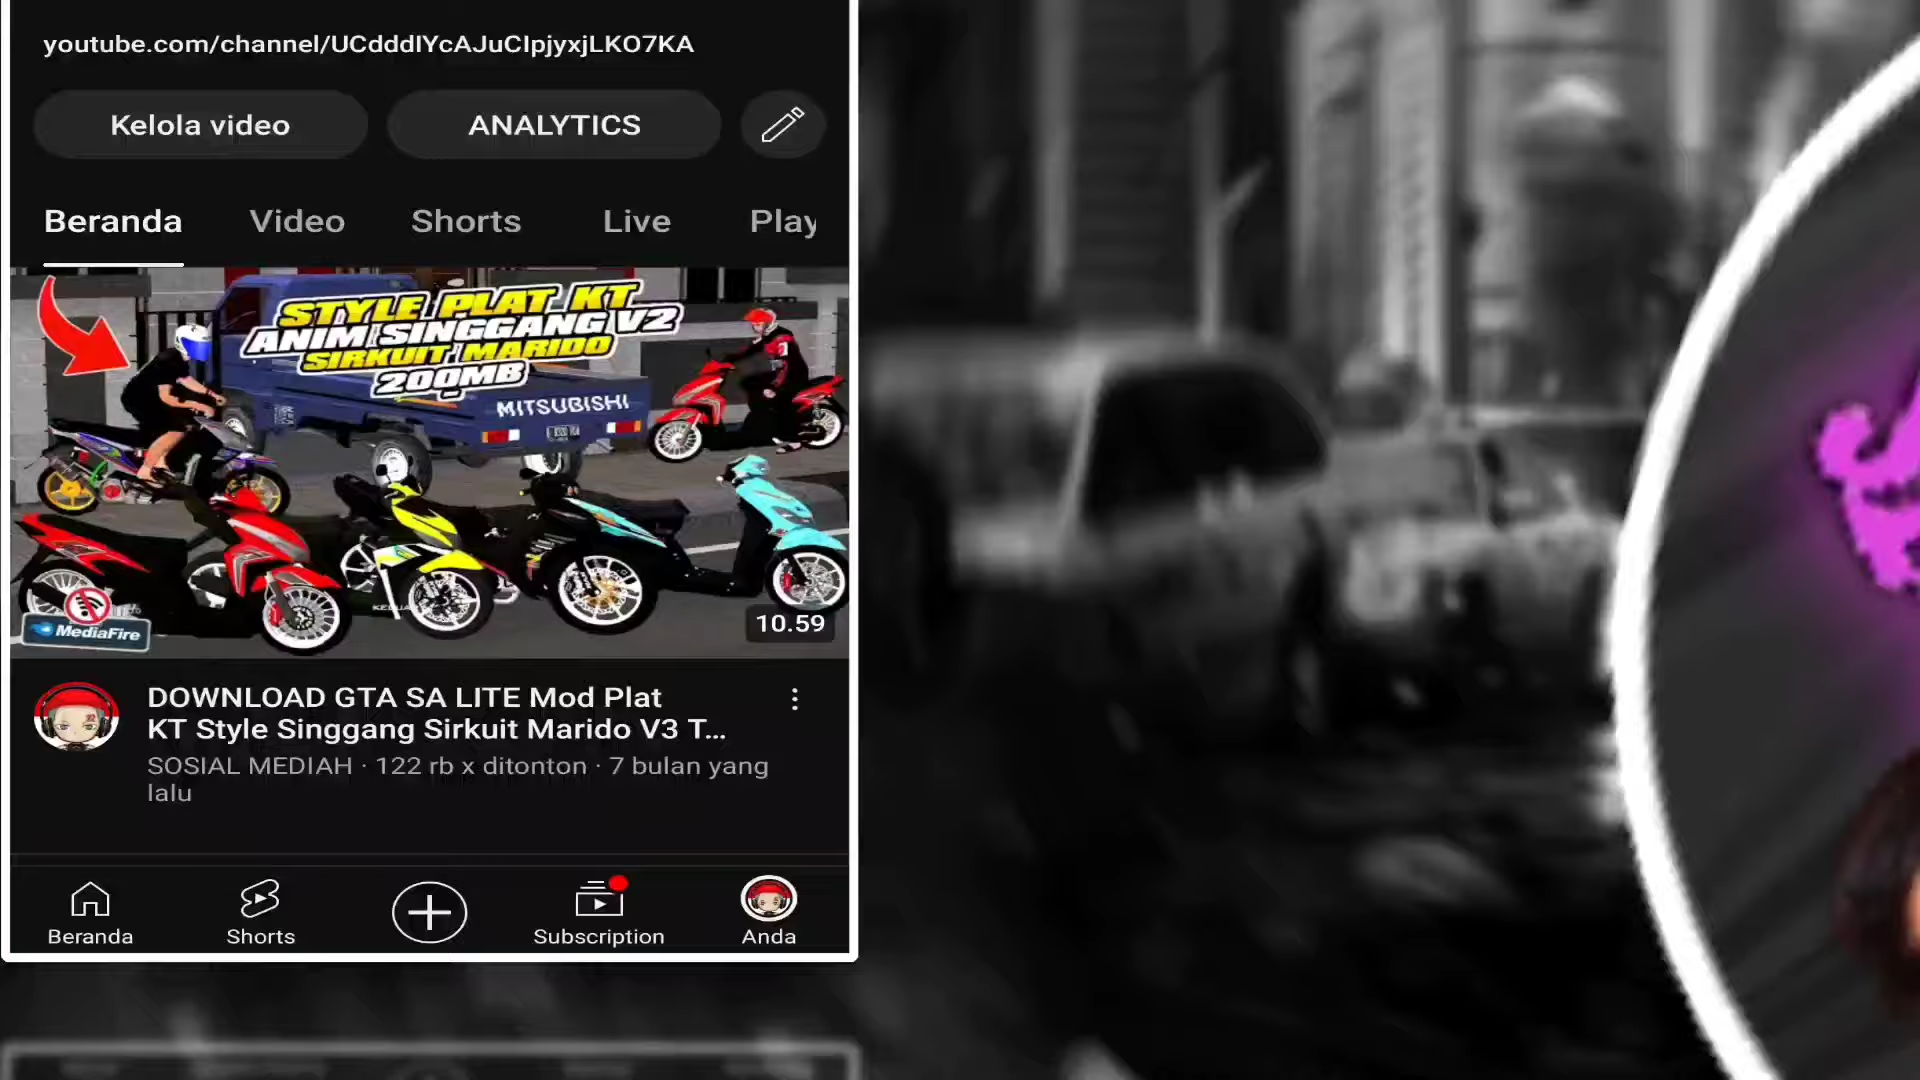 youtube.com/channel/UCdddIYcAJuCIpjyxjLKO7KA
Kelola video
ANALYTICS
Beranda
Video
Shorts
Live
Play
STYLE PLAT KT
ANIM SINGGANG V2
SIRKUIT MARIDO
200MB
MITSUBISHI
MediaFire
10.59
DOWNLOAD GTA SA LITE Mod Plat
KT Style Singgang Sirkuit Marido V3 T...
SOSIAL MEDIAH · 122 rb x ditonton · 7 bulan yang
lalu
Beranda
Shorts
Subscription
Anda